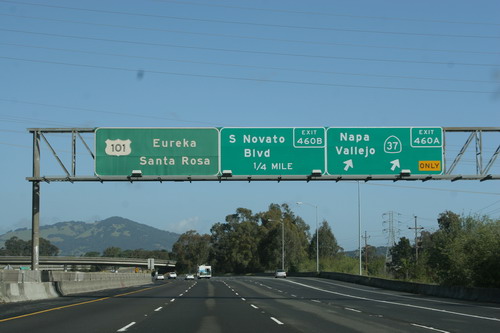 101
Eureka
Santa Rosa
S Novato
Blvd
1/4 MILE
EXIT
460B
Napa
Vallejo
37
EXIT
460A
ONLY